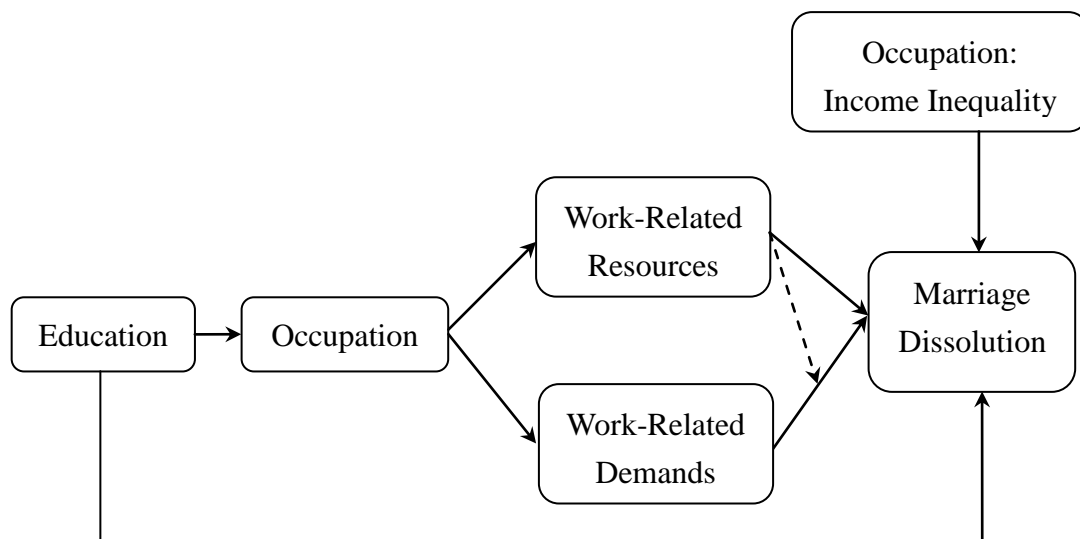 Occupation:
Income Inequality
Work-Related
Resources
Marriage
Dissolution
Education
Occupation
Work-Related
Demands